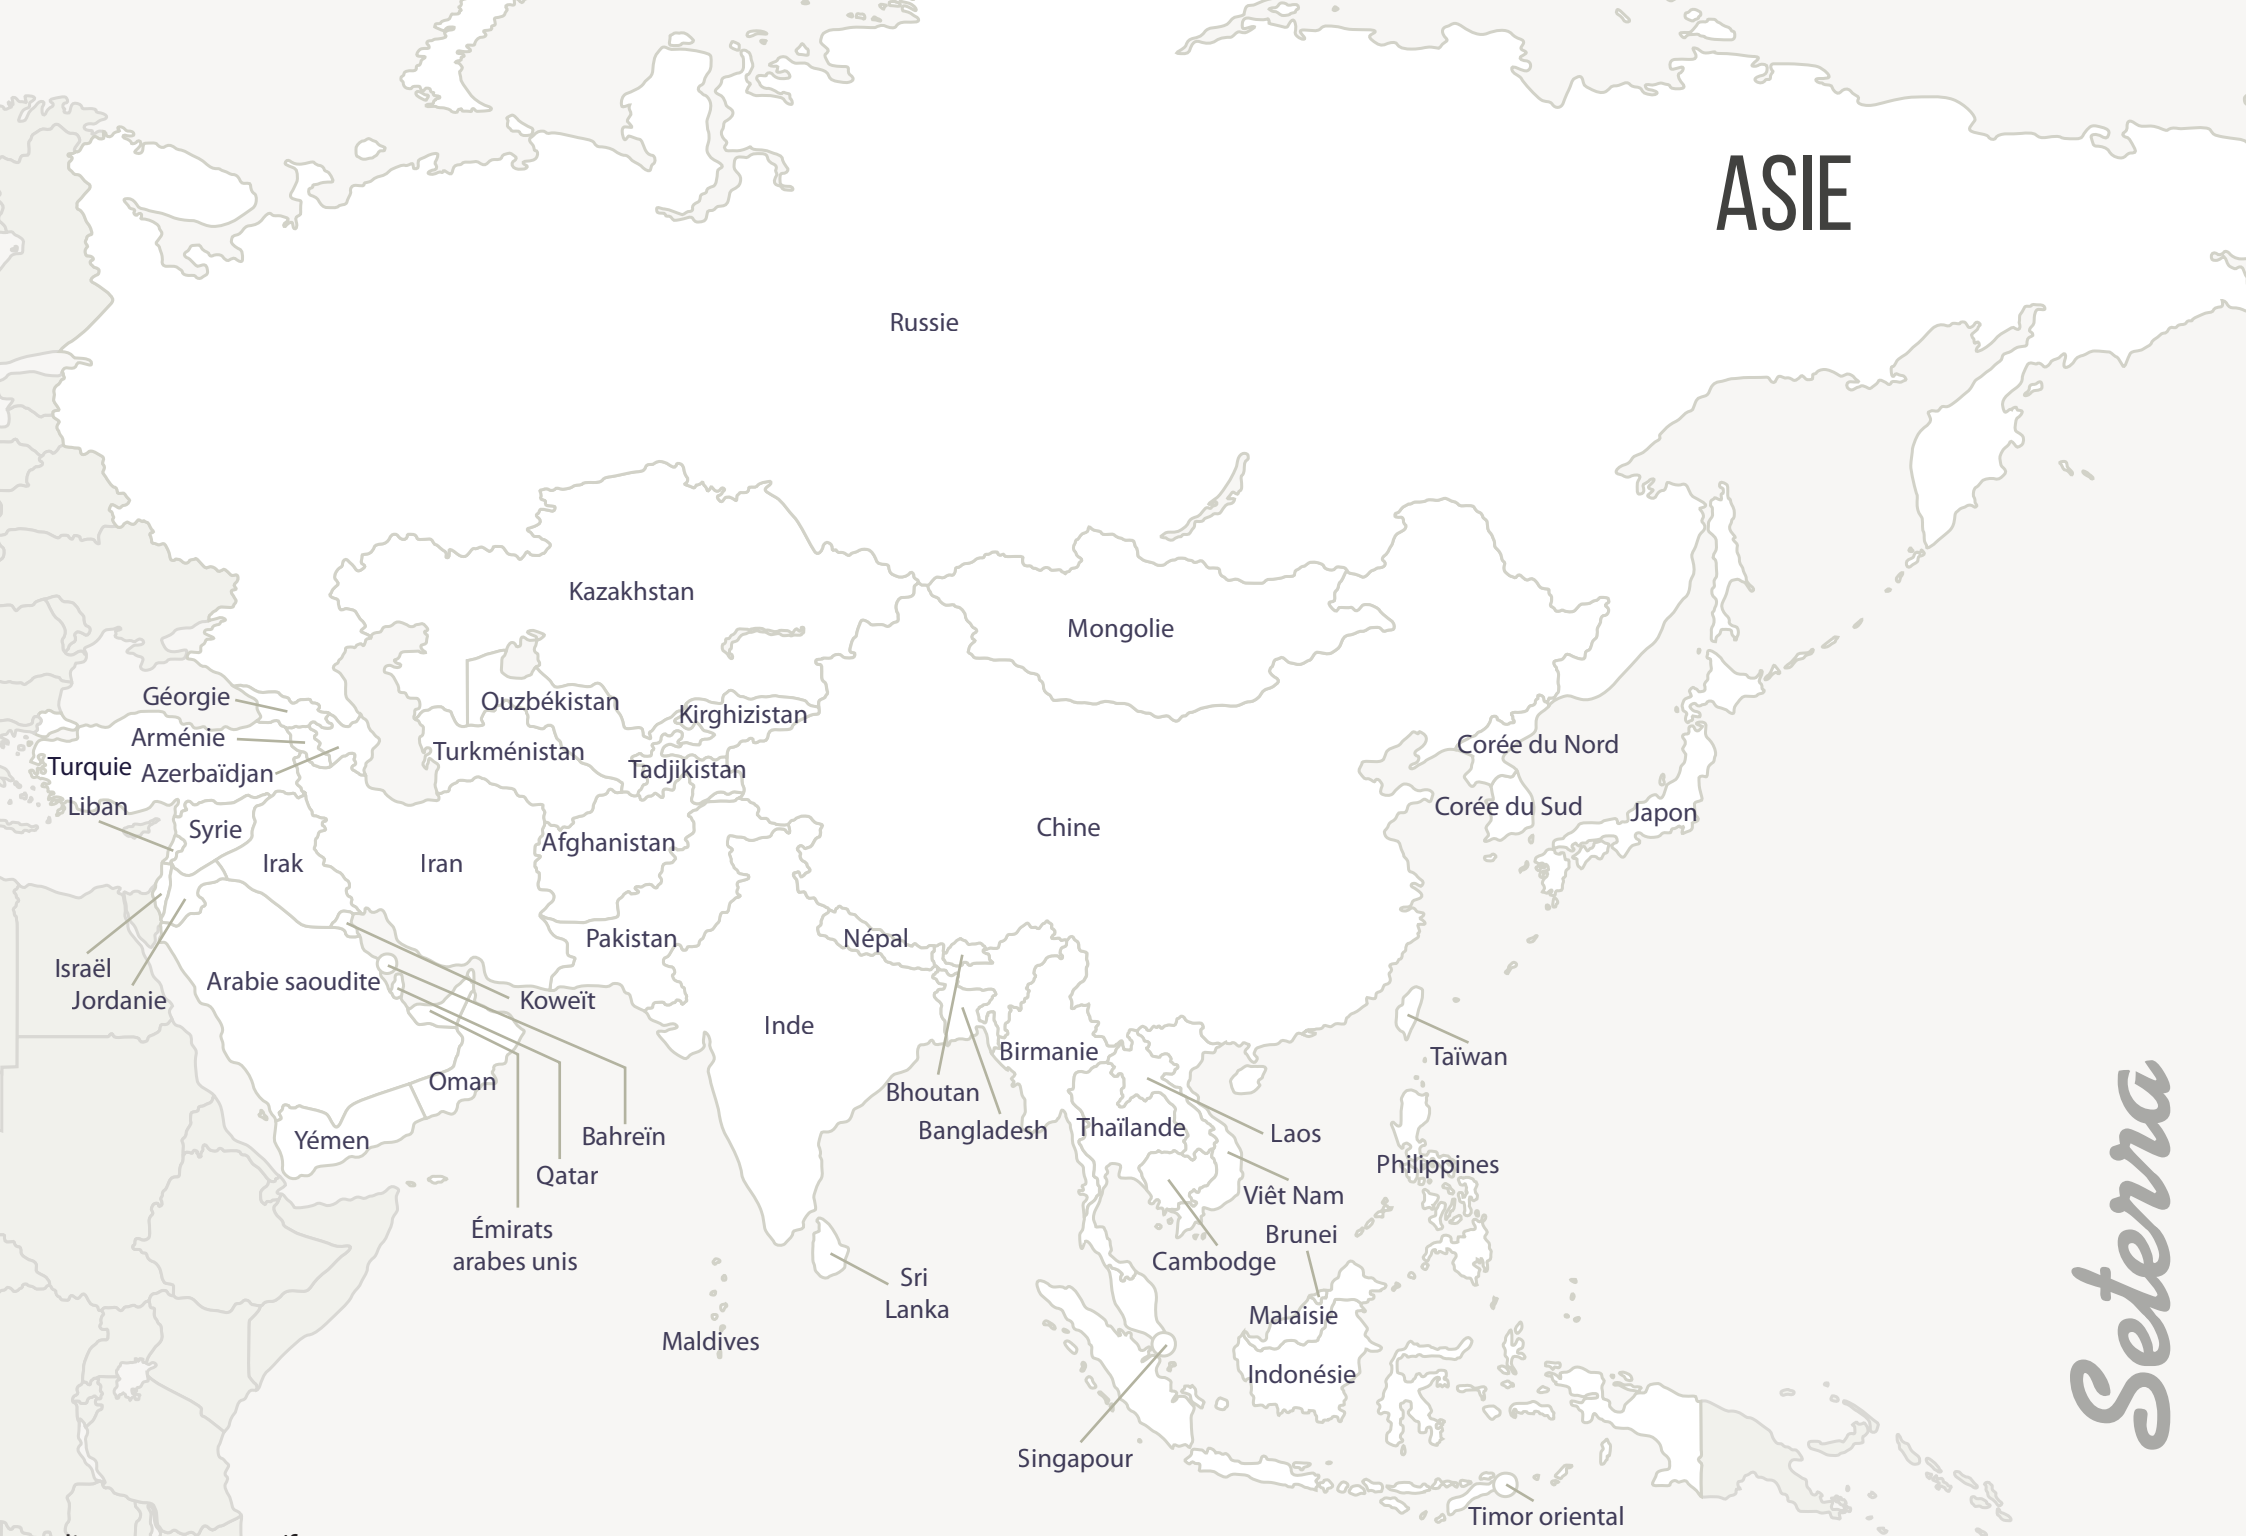 ASIE
Russie
Kazakhstan
Mongolie
Géorgie
Ouzbékistan
Kirghizistan
Arménie
Turkménistan
Corée du Nord
Turquie
Azerbaïdjan
Tadjikistan
Liban
Corée du Sud
Japon
Syrie
Chine
Afghanistan
Irak
Iran
Pakistan
Népal
Israël
Arabie saoudite
Jordanie
Koweït
Inde
Birmanie
Taïwan
Oman
Bhoutan
Bangladesh
Thaïlande
Laos
Yémen
Bahreïn
Philippines
Qatar
Viêt Nam
Émirats
arabes unis
Brunei
Cambodge
Sri
Lanka
Malaisie
Maldives
Indonésie
Singapour
Timor oriental
Seterra